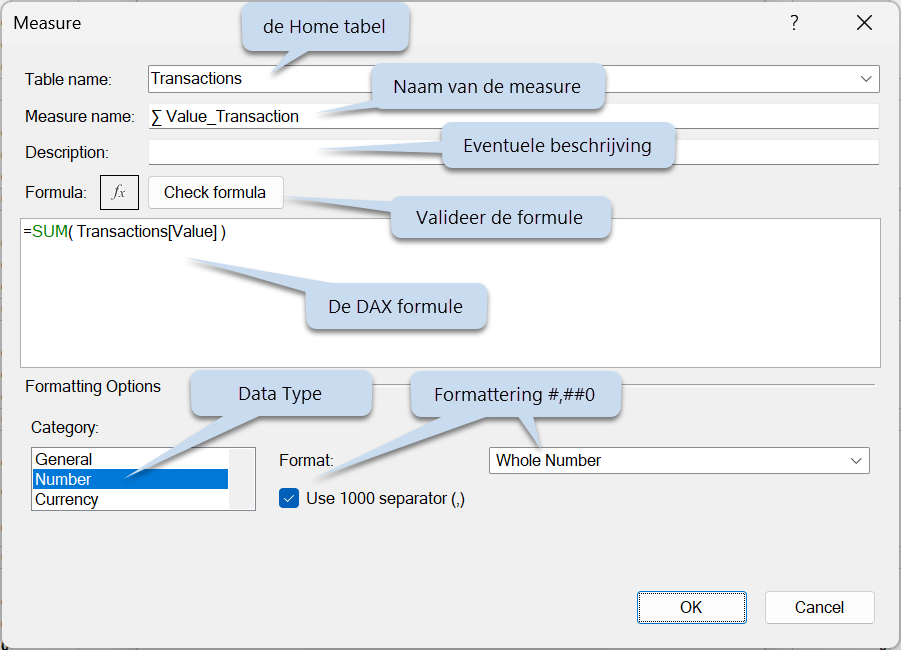 Measure
?
de Home tabel
Table name:
Transactions
Naam van de measure
Measure name:
∑ Value_Transaction
Description:
Eventuele beschrijving
Formula:
fx
Check formula
Valideer de formule
=SUM( Transactions[Value] )
De DAX formule
Formatting Options
Data Type
Formattering #,##0
Category:
General
Number
Currency
Format:
Whole Number
Use 1000 separator (,)
OK
Cancel